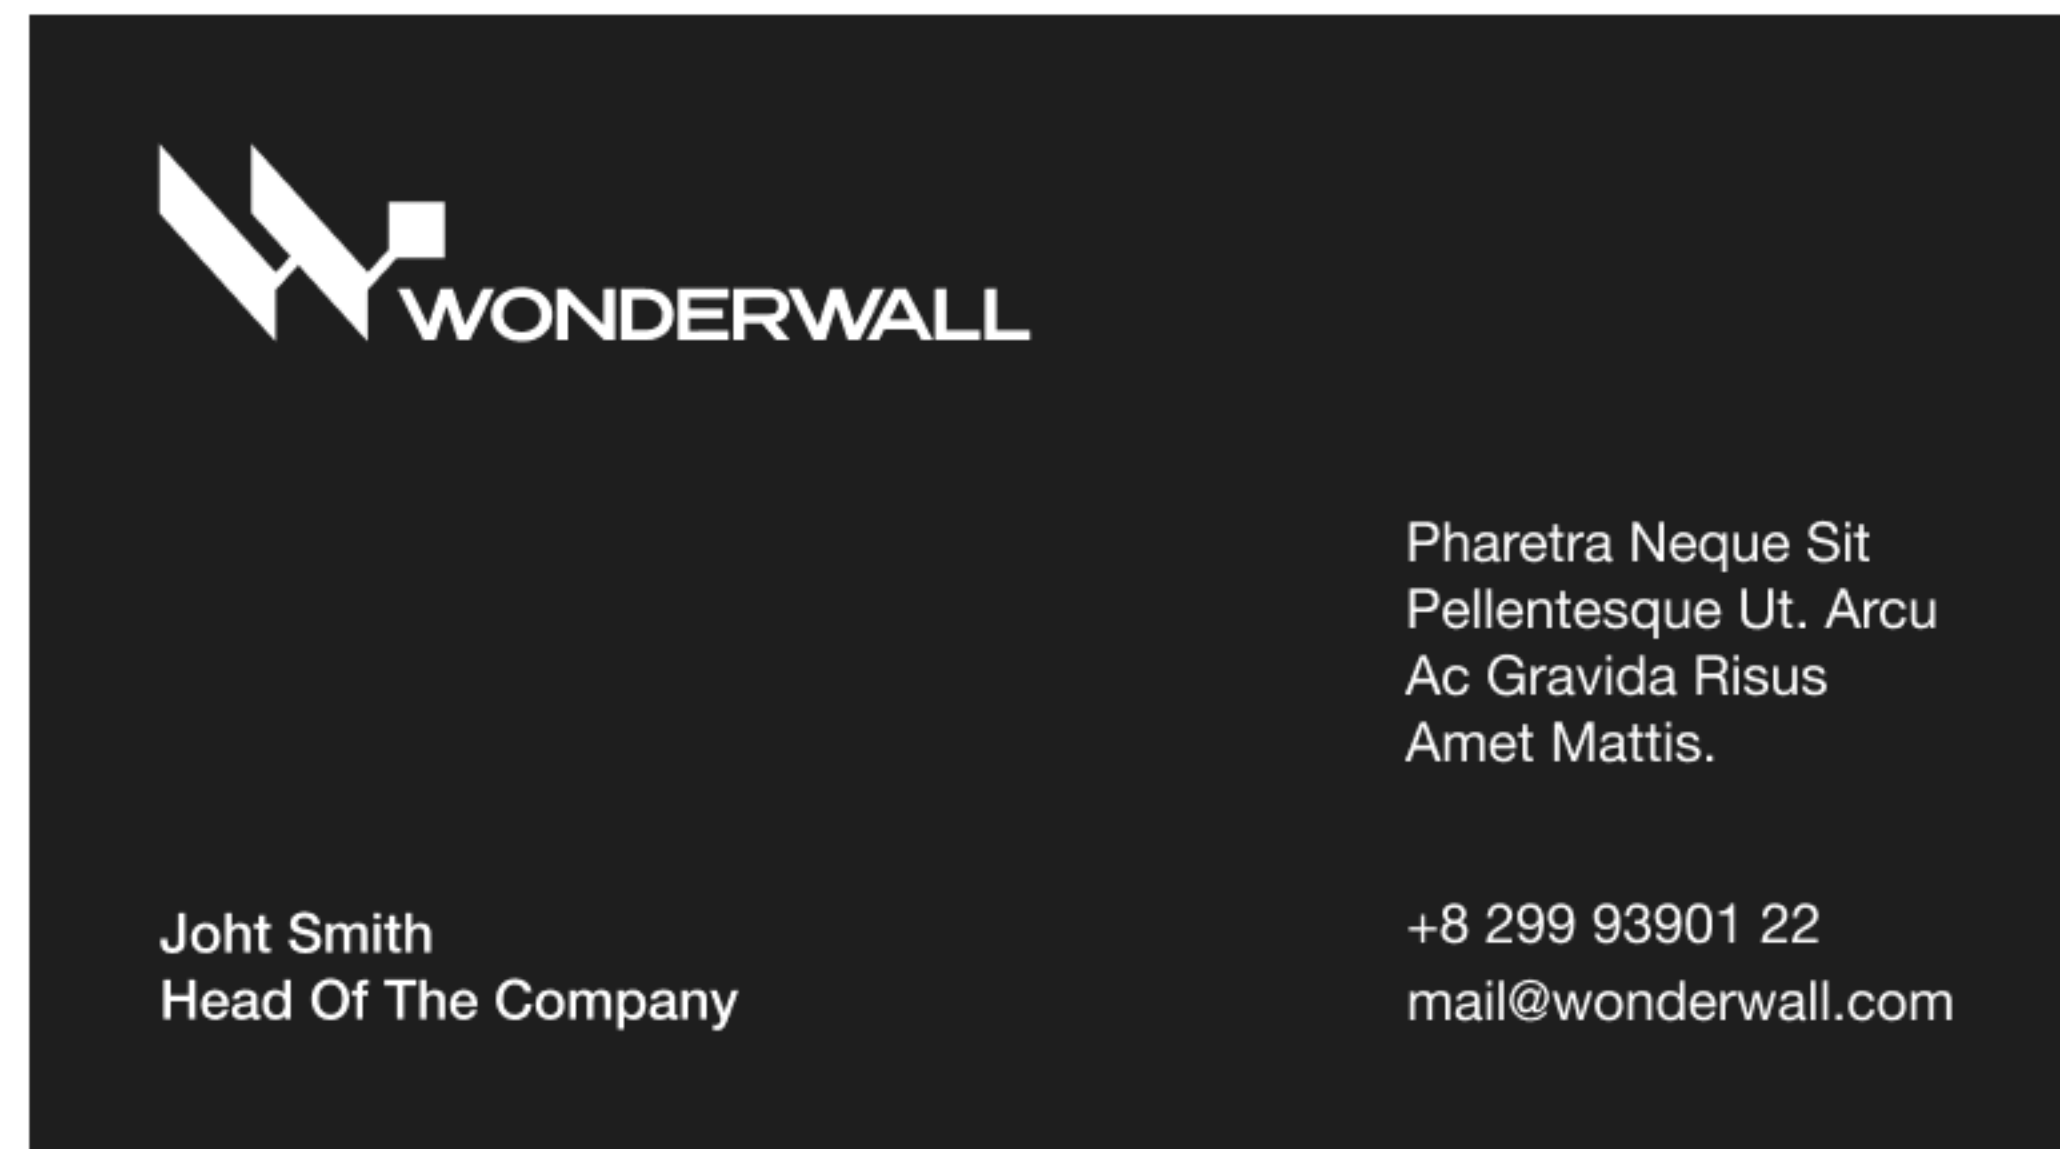 WONDERWALL
Pharetra Neque Sit
Pellentesque Ut. Arcu
Ac Gravida Risus
Amet Mattis.
Joht Smith
Head Of The Company
+8 299 93901 22
mail@wonderwall.com